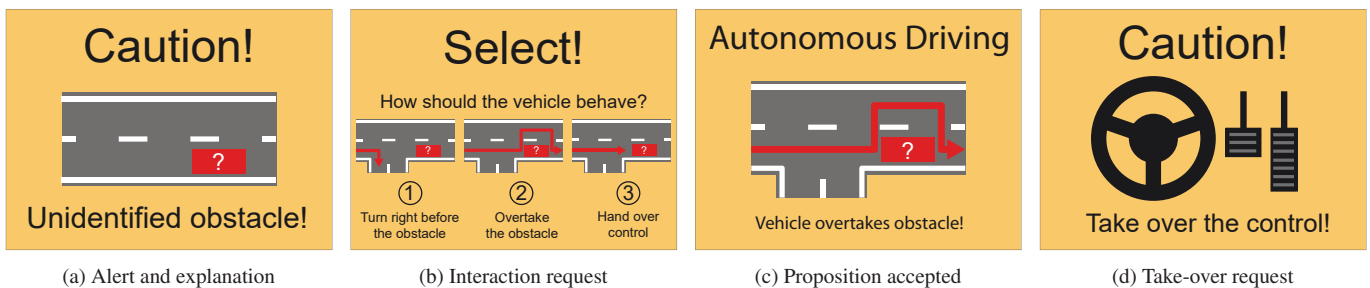 Caution!
?
Unidentified obstacle!
(a) Alert and explanation
Select!
How should the vehicle behave?
?
?
?
1
2
3
Turn right before
the obstacle
Overtake
the obstacle
Hand over
control
(b) Interaction request
Autonomous Driving
?
Vehicle overtakes obstacle!
(c) Proposition accepted
Caution!
Take over the control!
(d) Take-over request